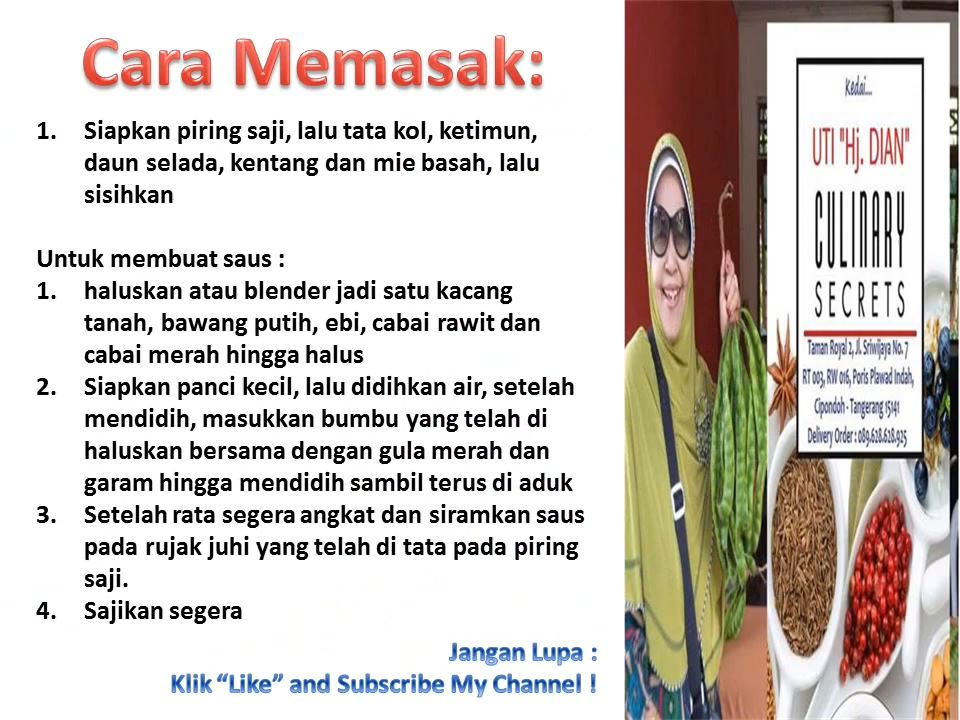 Cara Memasak:
1. Siapkan piring saji, lalu tata kol, ketimun,
daun selada, kentang dan mie basah, lalu
sisihkan
Untuk membuat saus :
1. haluskan atau blender jadi satu kacang
tanah, bawang putih, ebi, cabai rawit dan
cabai merah hingga halus
2. Siapkan panci kecil, lalu didihkan air, setelah
mendidih, masukkan bumbu yang telah di
haluskan bersama dengan gula merah dan
garam hingga mendidih sambil terus di aduk
3. Setelah rata segera angkat dan siramkan saus
pada rujak juhi yang telah di tata pada piring
saji.
4. Sajikan segera
Jangan Lupa :
Klik “Like” and Subscribe My Channel !
Kedai....
UTI "Hj. DIAN"
CULINARY
SECRETS
Taman Royal 2, Jl. Sriwijaya No. 7
RT 003, RW 016, Poris Plawad Indah,
Cipondoh - Tangerang 15141
Delivery Order : 089.628.628.925